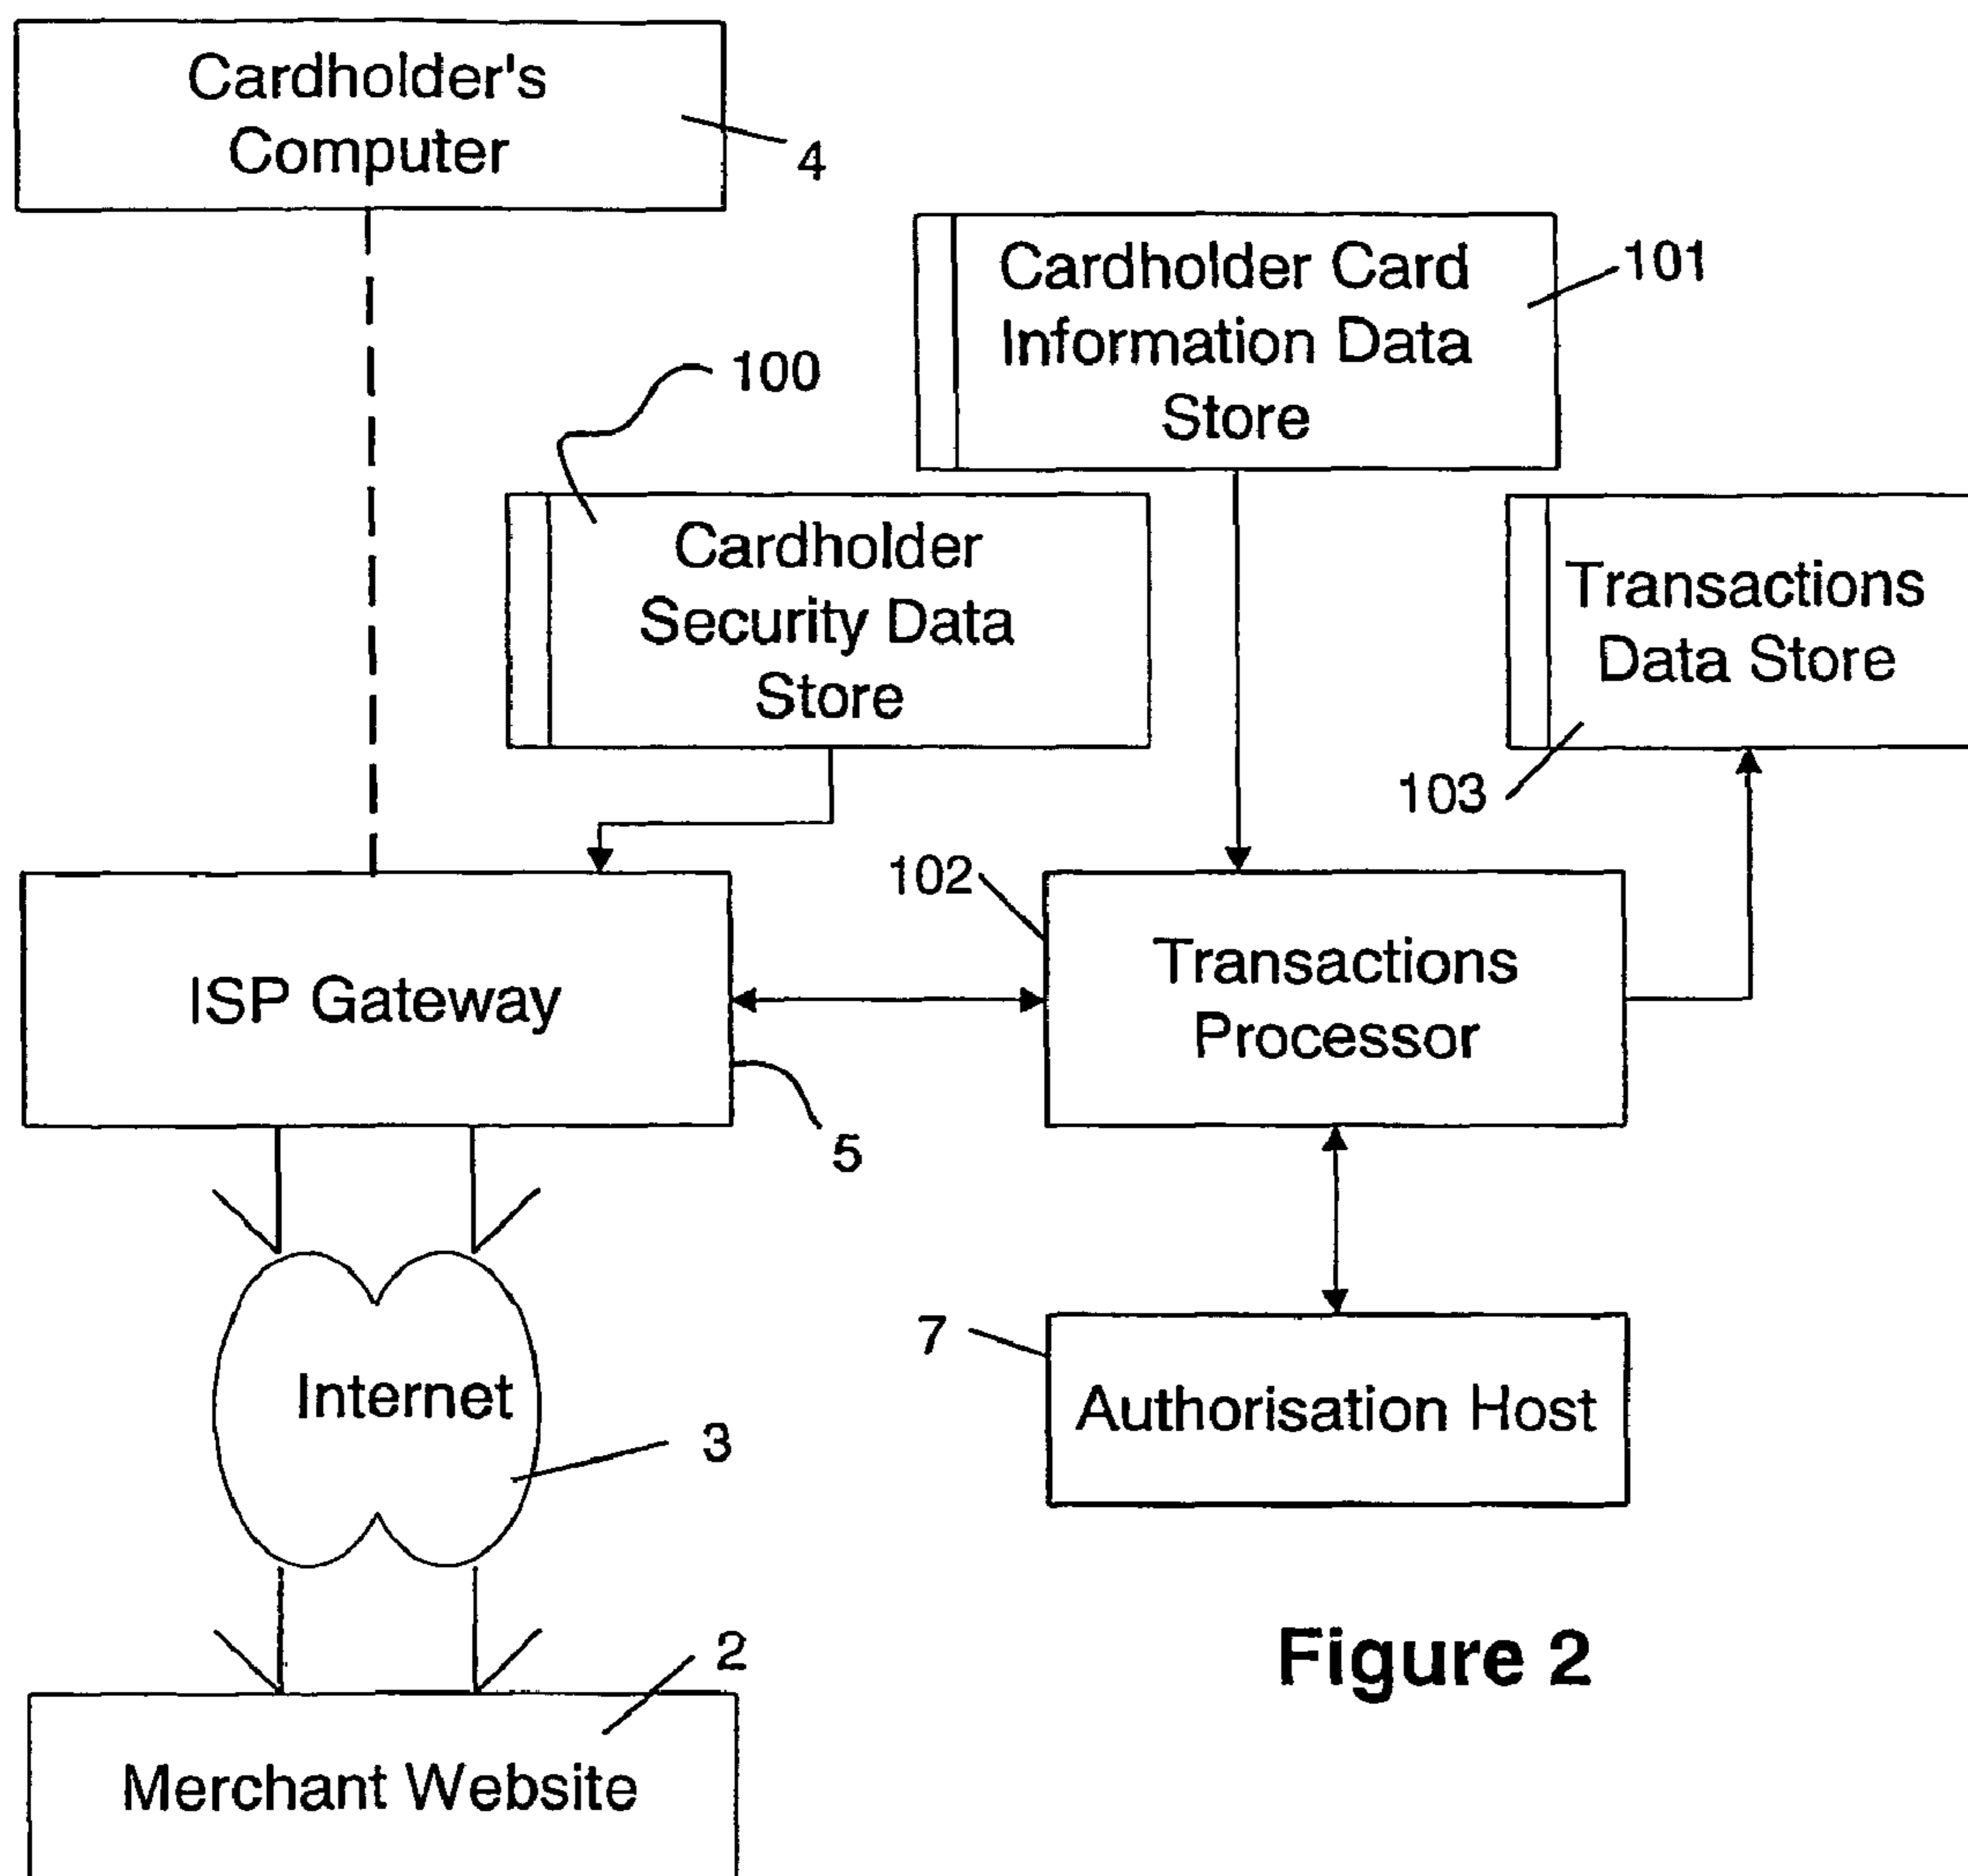 Cardholder's
Computer
4
Cardholder Card
Information Data
Store
101
100
Cardholder
Security Data
Store
Transactions
Data Store
103
102
ISP Gateway
5
Transactions
Processor
Internet
3
7
Authorisation Host
2
Merchant Website
Figure 2